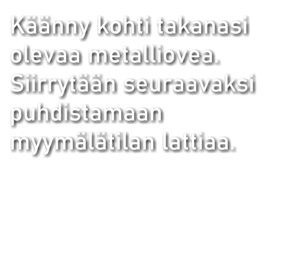 Käänny kohti takanasi
olevaa metalliovea.
Siirrytään seuraavaksi
puhdistamaan
myymälätilan lattiaa.